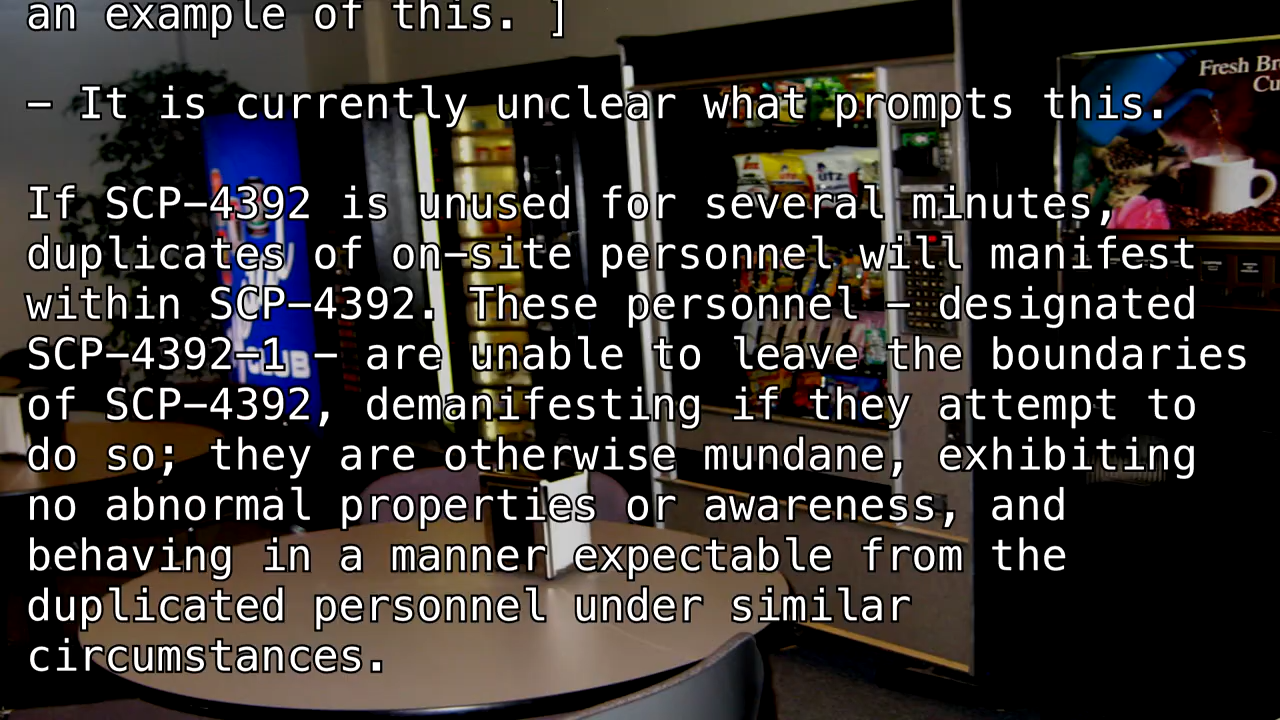 an example of this. ]
– It is currently unclear what prompts this.
If SCP–4392 is unused for several minutes,
duplicates of on–site personnel will manifest
within SCP–4392. These personnel – designated
SCP–4392–1 – are unable to leave the boundaries
of SCP–4392, demanifesting if they attempt to
do so; they are otherwise mundane, exhibiting
no abnormal properties or awareness, and
behaving in a manner expectable from the
duplicated personnel under similar
circumstances.
Fresh
utz